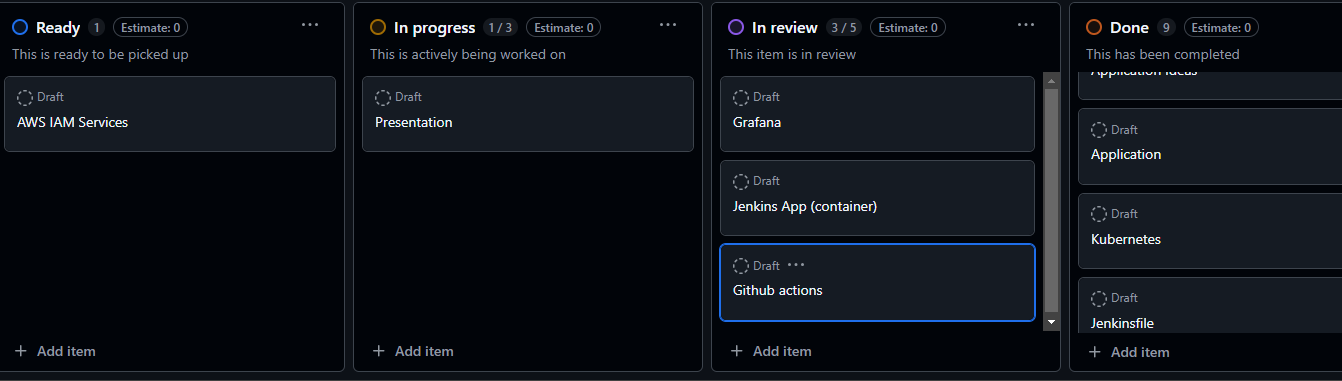 Ready 1 Estimate: 0
This is ready to be picked up
Draft
AWS IAM Services
+ Add item
In progress 1 / 3 Estimate: 0
This is actively being worked on
Draft
Presentation
+ Add item
In review 3 / 5 Estimate: 0
This item is in review
Draft
Grafana
Draft
Jenkins App (container)
Draft
Github actions
+ Add item
Done 9 Estimate: 0
This has been completed
Application Ideas
Draft
Application
Draft
Kubernetes
Draft
Jenkinsfile
+ Add item